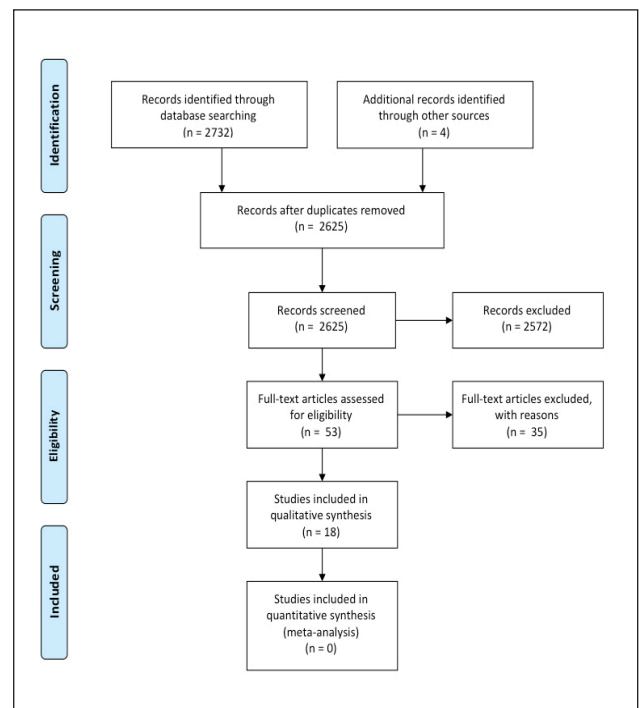 Identification
Records identified through
database searching
(n = 2732)
Additional records identified
through other sources
(n = 4)
Records after duplicates removed
(n = 2625)
Screening
Records screened
(n = 2625)
Records excluded
(n = 2572)
Eligibility
Full-text articles assessed
for eligibility
(n = 53)
Full-text articles excluded,
with reasons
(n = 35)
Studies included in
qualitative synthesis
(n = 18)
Included
Studies included in
quantitative synthesis
(meta-analysis)
(n = 0)